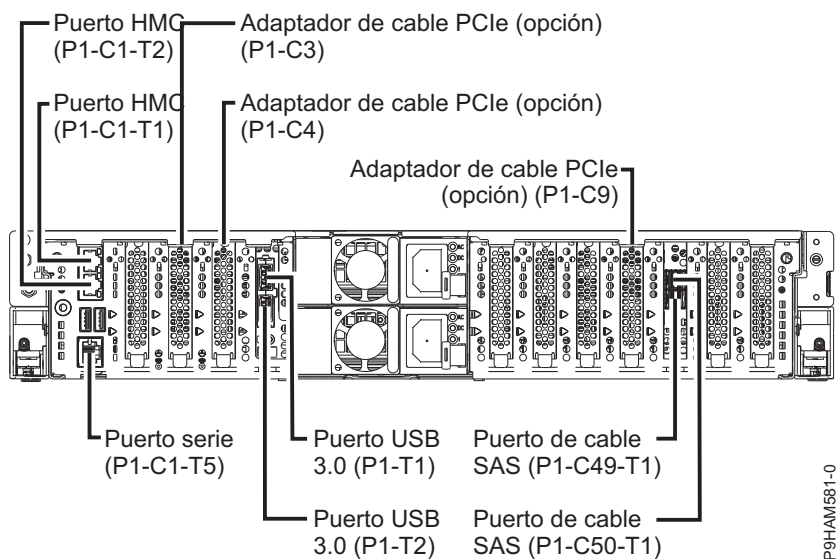 Puerto HMC
(P1-C1-T2)
Adaptador de cable PCIe (opción)
(P1-C3)
Puerto HMC
(P1-C1-T1)
Adaptador de cable PCIe (opción)
(P1-C4)
Adaptador de cable PCIe
(opción) (P1-C9)
Puerto serie
(P1-C1-T5)
Puerto USB
3.0 (P1-T1)
Puerto de cable
SAS (P1-C49-T1)
Puerto USB
3.0 (P1-T2)
Puerto de cable
SAS (P1-C50-T1)
P9HAM581-0